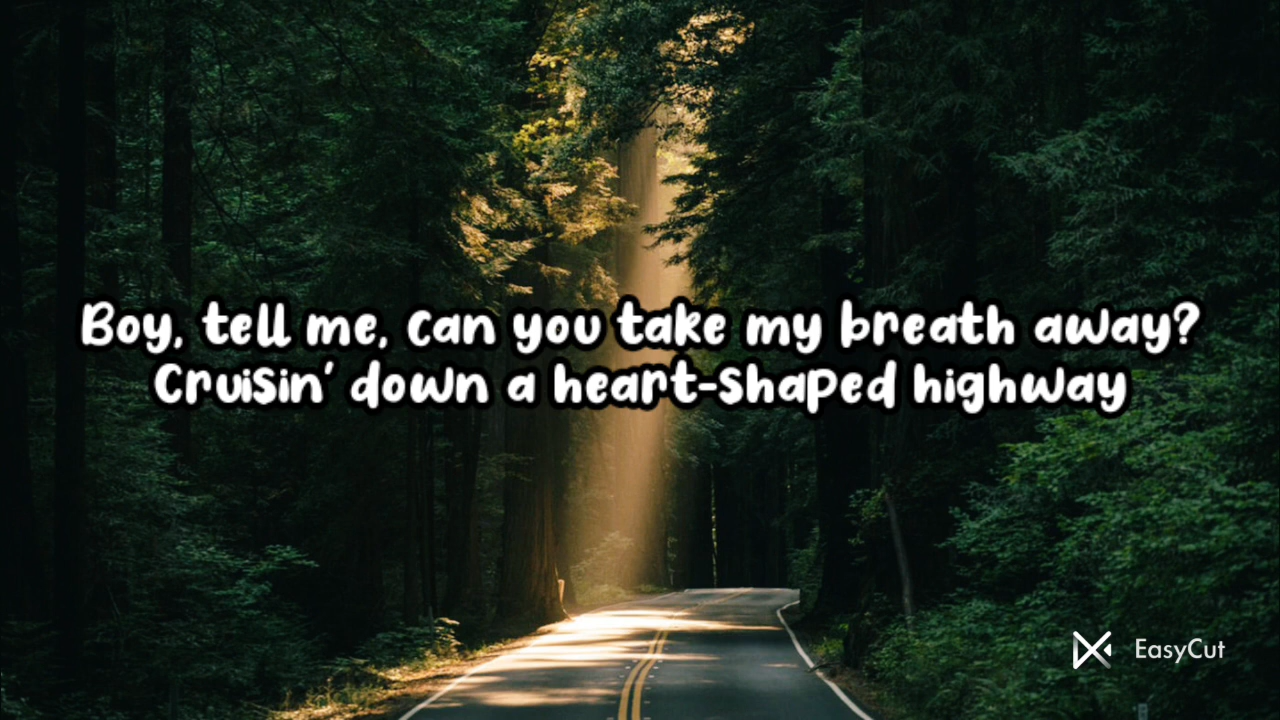 Boy, tell me, can you take my breath away?
Cruisin' down a heart-shaped highway
EasyCut